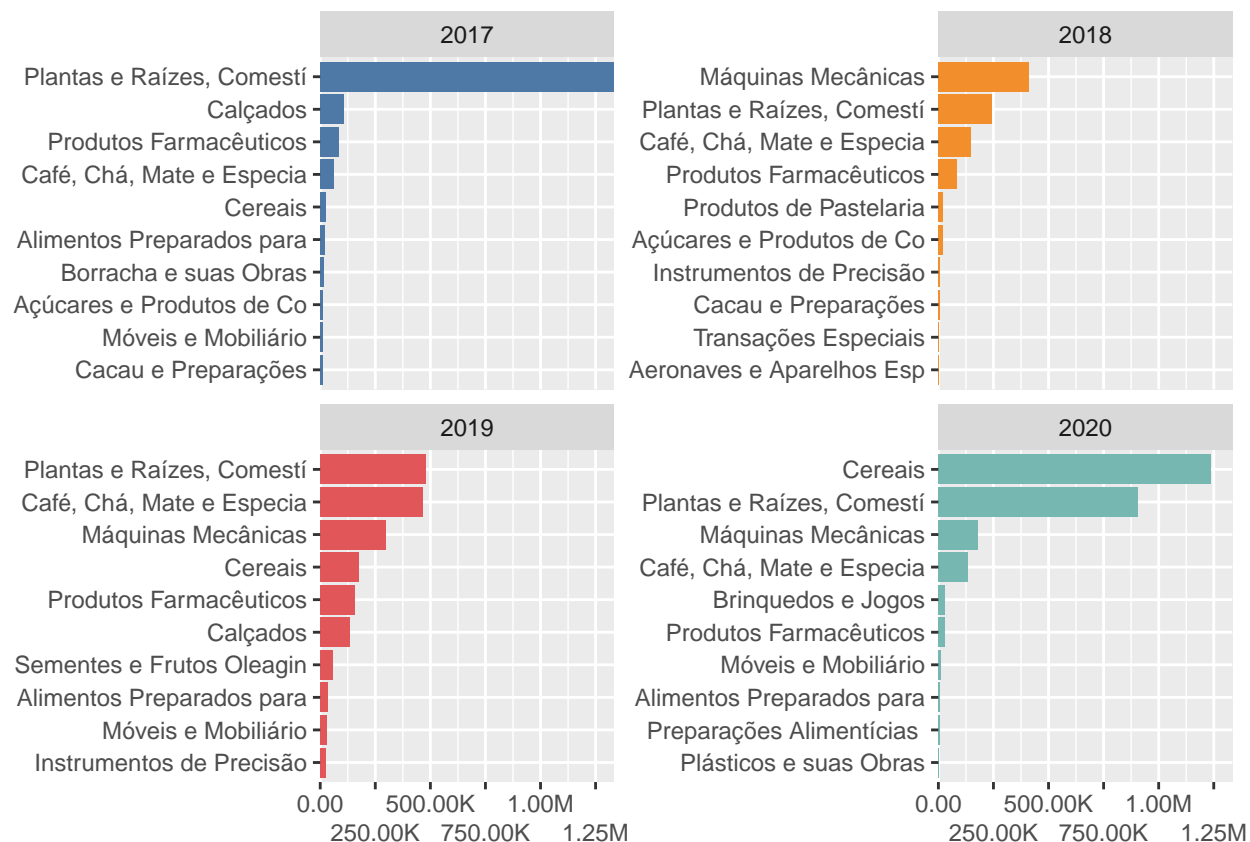 2017
Plantas e Raízes, Comestí
Calçados
Produtos Farmacêuticos
Café, Chá, Mate e Especia
Cereais
Alimentos Preparados para
Borracha e suas Obras
Açúcares e Produtos de Co
Móveis e Mobiliário
Cacau e Preparações
2018
Máquinas Mecânicas
Plantas e Raízes, Comestí
Café, Chá, Mate e Especia
Produtos Farmacêuticos
Produtos de Pastelaria
Açúcares e Produtos de Co
Instrumentos de Precisão
Cacau e Preparações
Transações Especiais
Aeronaves e Aparelhos Esp
2019
Plantas e Raízes, Comestí
Café, Chá, Mate e Especia
Máquinas Mecânicas
Cereais
Produtos Farmacêuticos
Calçados
Sementes e Frutos Oleagin
Alimentos Preparados para
Móveis e Mobiliário
Instrumentos de Precisão
0.00 500.00K 1.00M
250.00K 750.00K 1.25M
2020
Cereais
Plantas e Raízes, Comestí
Máquinas Mecânicas
Café, Chá, Mate e Especia
Brinquedos e Jogos
Produtos Farmacêuticos
Móveis e Mobiliário
Alimentos Preparados para
Preparações Alimentícias
Plásticos e suas Obras
0.00 500.00K 1.00M
250.00K 750.00K 1.25M